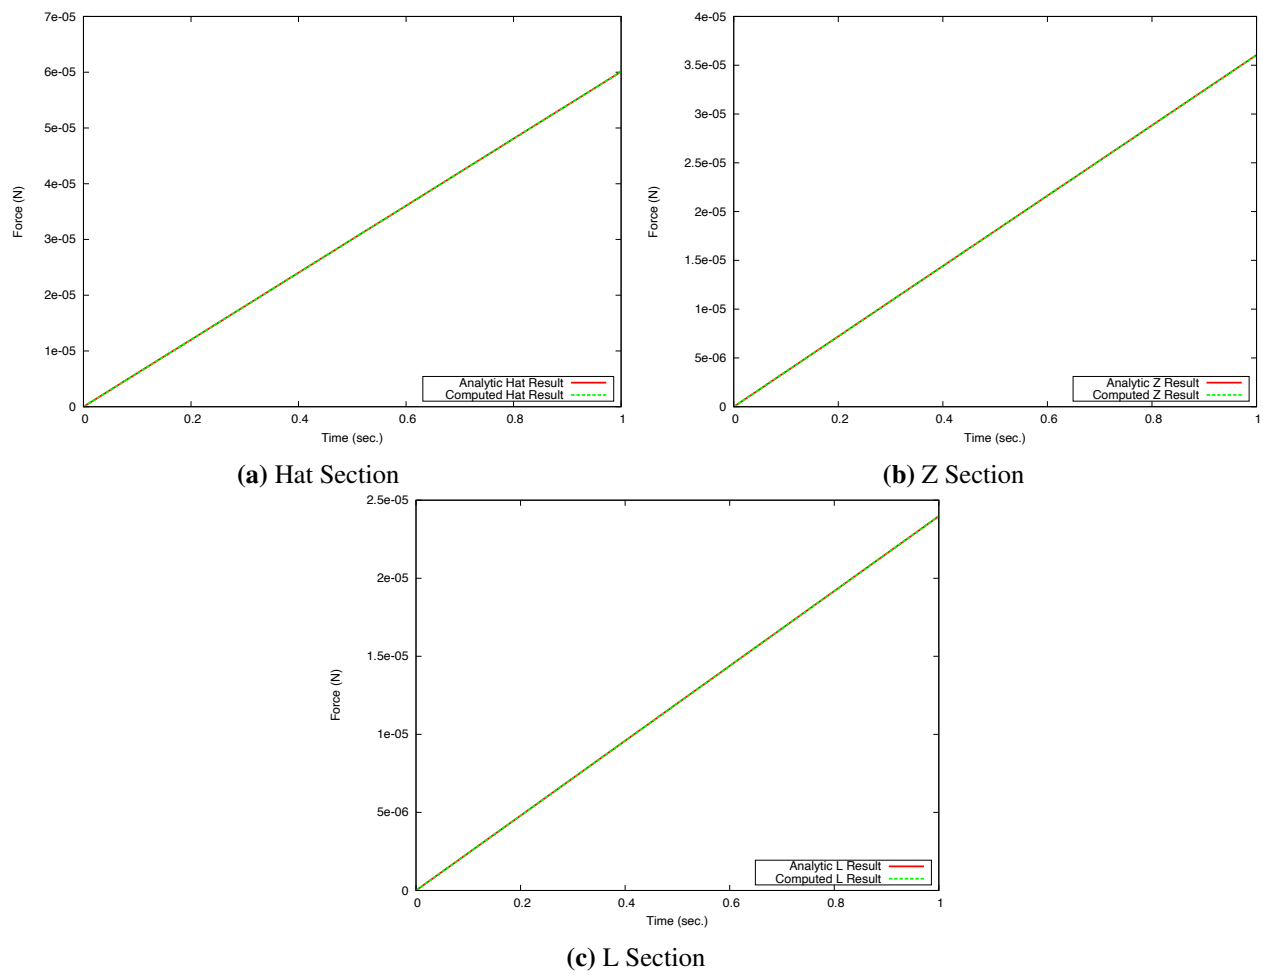 7e-05
6e-05
5e-05
4e-05
3e-05
2e-05
1e-05
0
Force (N)
0 0.2 0.4 0.6 0.8 1
Time (sec.)
Analytic Hat Result
Computed Hat Result
(a) Hat Section
4e-05
3.5e-05
3e-05
2.5e-05
2e-05
1.5e-05
1e-05
5e-06
0
Force (N)
0 0.2 0.4 0.6 0.8 1
Time (sec.)
Analytic Z Result
Computed Z Result
(b) Z Section
2.5e-05
2e-05
1.5e-05
1e-05
5e-06
0
Force (N)
0 0.2 0.4 0.6 0.8 1
Time (sec.)
Analytic L Result
Computed L Result
(c) L Section